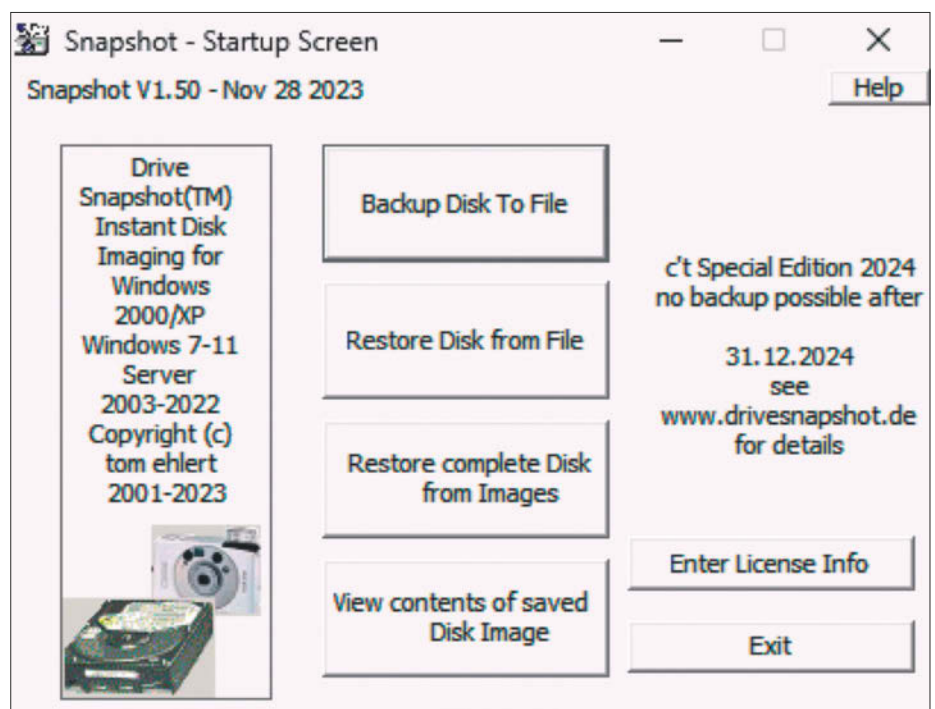 Snapshot - Startup Screen
Snapshot V1.50 - Nov 28 2023
Help
Drive
Snapshot(TM)
Instant Disk
Imaging for
Windows
2000/XP
Windows 7-11
Server
2003-2022
Copyright (c)
tom ehlert
2001-2023
Backup Disk To File
Restore Disk from File
Restore complete Disk
from Images
View contents of saved
Disk Image
c't Special Edition 2024
no backup possible after
31.12.2024
see
www.drivesnapshot.de
for details
Enter License Info
Exit